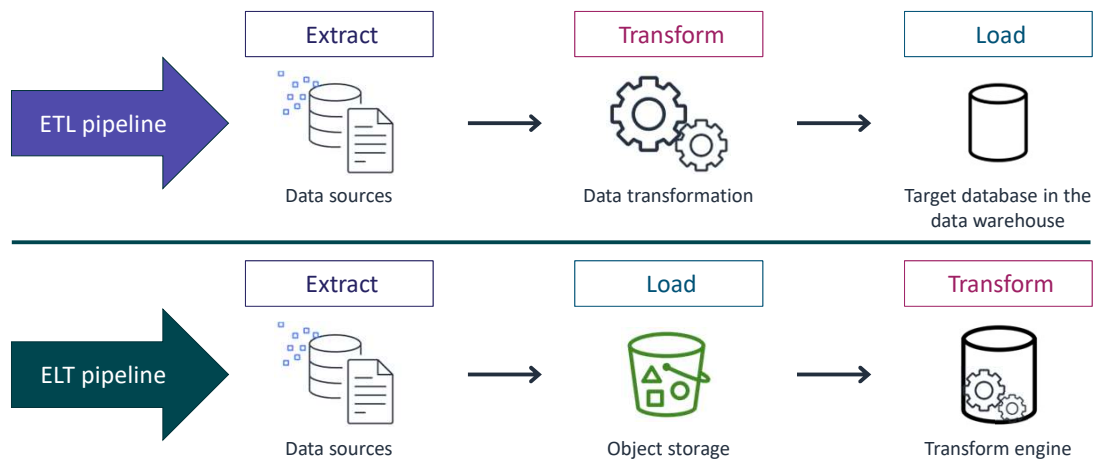 Extract
Transform
Load
ETL pipeline
Data sources
Data transformation
Target database in the
data warehouse
Extract
Load
Transform
ELT pipeline
Data sources
Object storage
Transform engine